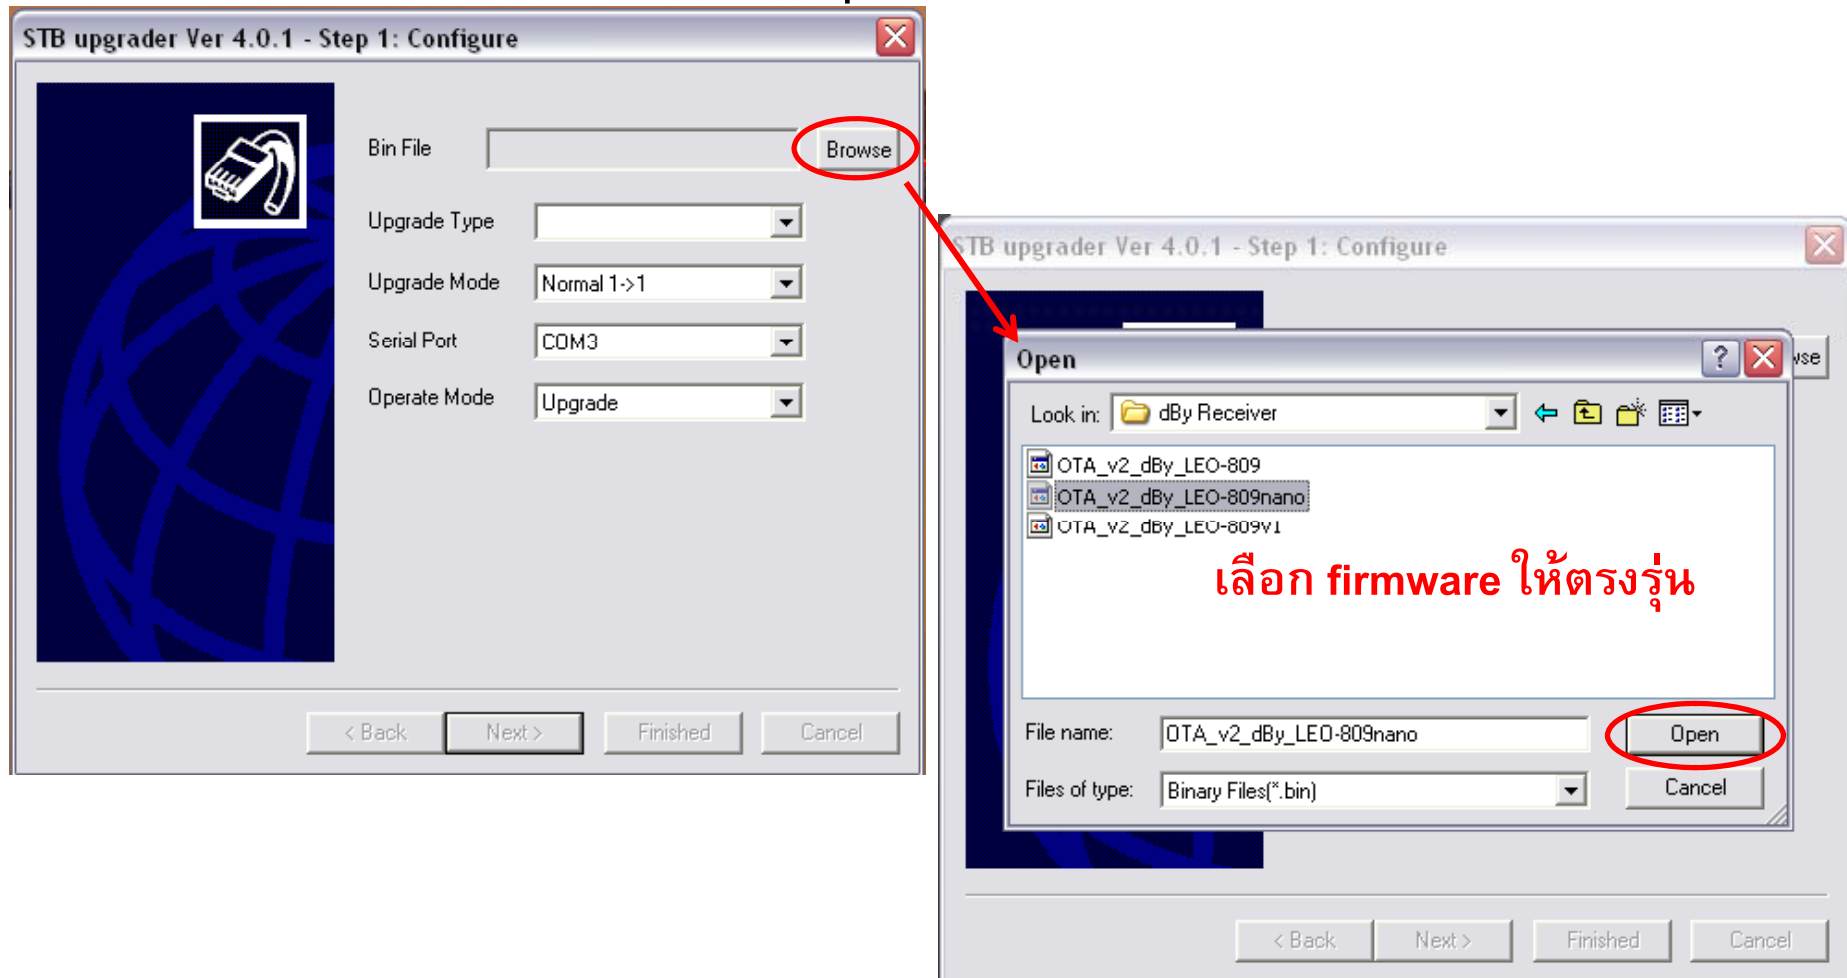 STB upgrader Ver 4.0.1 - Step 1: Configure
Bin File
Browse
Upgrade Type
Upgrade Mode
Normal 1->1
Serial Port
COM3
Operate Mode
Upgrade
< Back
Next >
Finished
Cancel
STB upgrader Ver 4.0.1 - Step 1: Configure
wse
Open
Look in:
dBy Receiver
OTA_v2_dBy_LEO-809
OTA_v2_dBy_LEO-809nano
OTA_v2_dBy_LEO-809v1
เลือก firmware ให้ตรงรุ่น
File name:
OTA_v2_dBy_LEO-809nano
Open
Files of type:
Binary Files(*.bin)
Cancel
< Back
Next >
Finished
Cancel